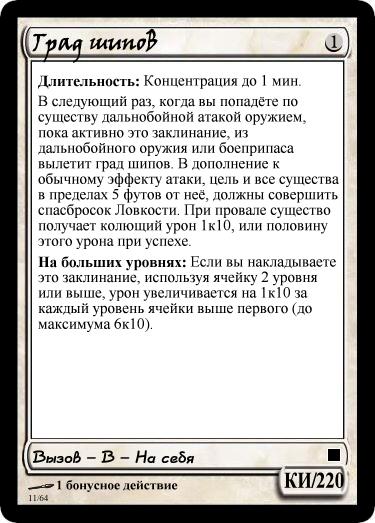 Град шипов
1
Длительность: Концентрация до 1 мин.
В следующий раз, когда вы попадёте по
существу дальнобойной атакой оружием,
пока активно это заклинание, из
дальнобойного оружия или боеприпаса
вылетит град шипов. В дополнение к
обычному эффекту атаки, цель и все существа
в пределах 5 футов от неё, должны совершить
спасбросок Ловкости. При провале существо
получает колющий урон 1к10, или половину
этого урона при успехе.
На больших уровнях: Если вы накладываете
это заклинание, используя ячейку 2 уровня
или выше, урон увеличивается на 1к10 за
каждый уровень ячейки выше первого (до
максимума 6к10).
Вызов – В – На себя
1 бонусное действие
КИ/220
11/64